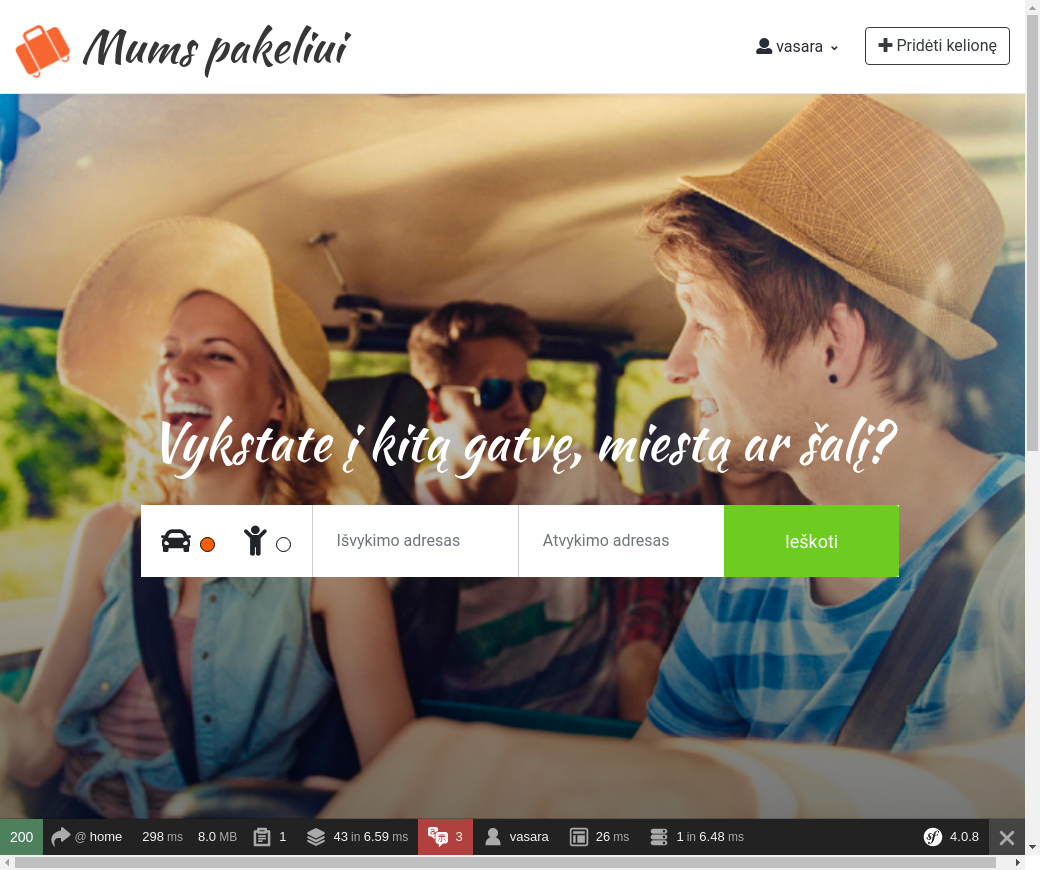 Mums pakeliui
vasara
Pridėti kelionę
Vykstate į kitą gatvę, miestą ar šalį?
Išvykimo adresas
Atvykimo adresas
Ieškoti
200 @ home 298 ms 8.0 MB 1 43 in 6.59 ms 3 vasara 26 ms 1 in 6.48 ms sf 4.0.8